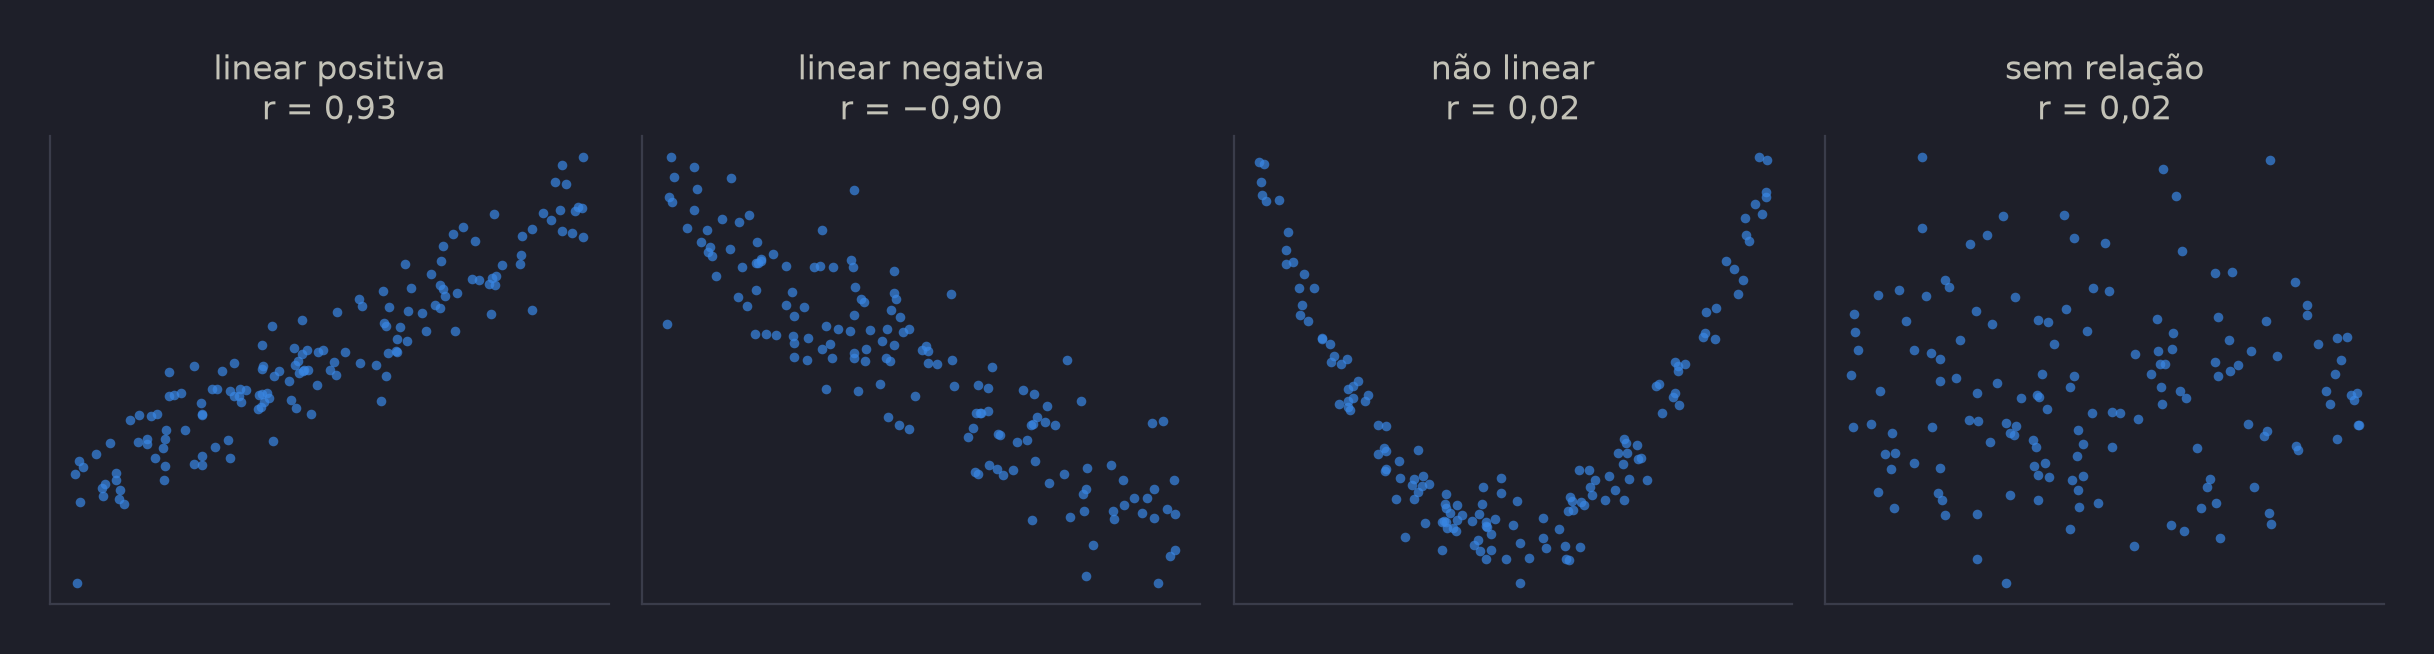 linear positiva
r = 0,93
linear negativa
r = −0,90
não linear
r = 0,02
sem relação
r = 0,02